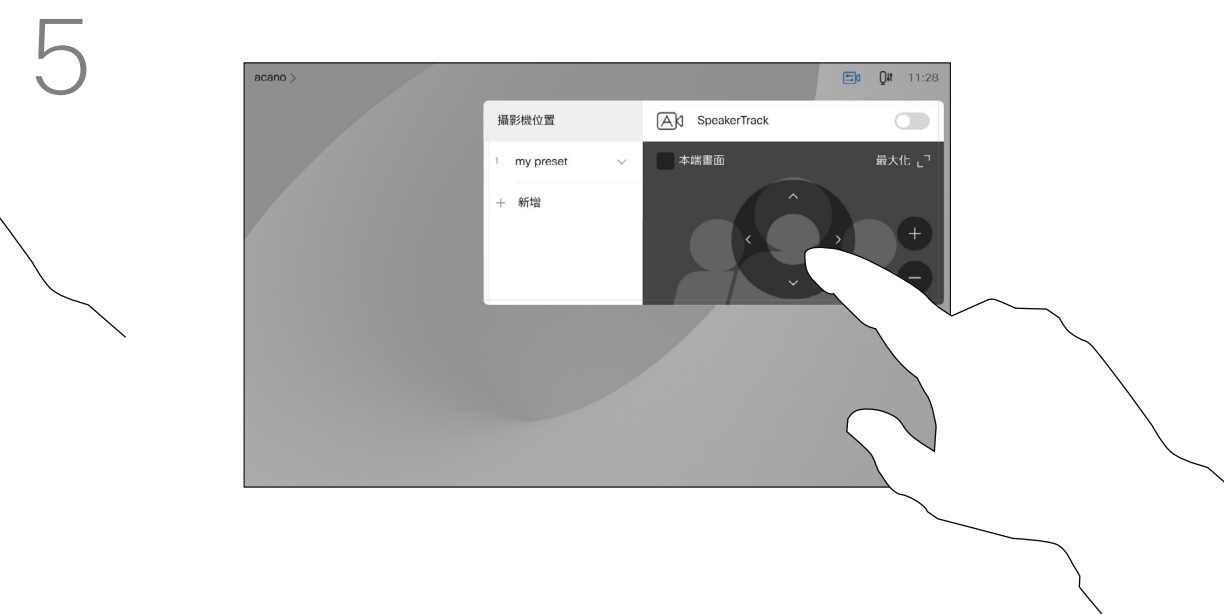 5
acano >
11:28
攝影機位置
SpeakerTrack
1 my preset
本端畫面
最大化
+ 新增